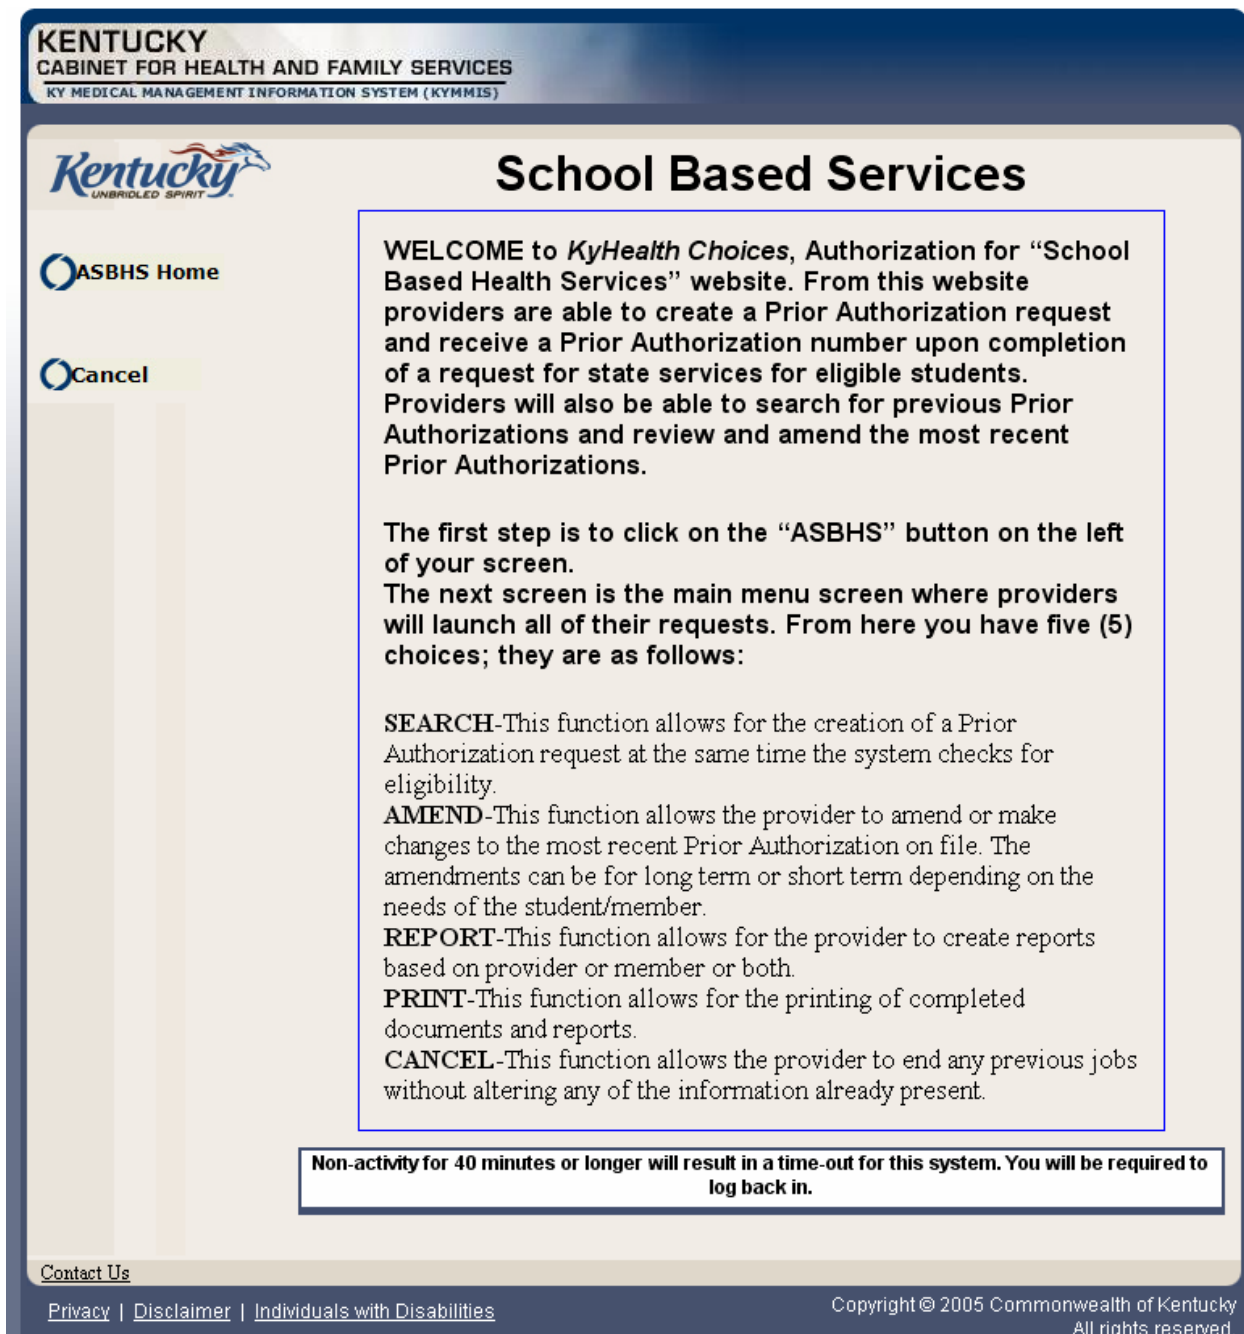 KENTUCKY
CABINET FOR HEALTH AND FAMILY SERVICES
KY MEDICAL MANAGEMENT INFORMATION SYSTEM (KYMMIS)
Kentucky
UNBRIDLED SPIRIT
School Based Services
ASBHS Home
Cancel
WELCOME to KyHealth Choices, Authorization for “School
Based Health Services” website. From this website
providers are able to create a Prior Authorization request
and receive a Prior Authorization number upon completion
of a request for state services for eligible students.
Providers will also be able to search for previous Prior
Authorizations and review and amend the most recent
Prior Authorizations.
The first step is to click on the “ASBHS” button on the left
of your screen.
The next screen is the main menu screen where providers
will launch all of their requests. From here you have five (5)
choices; they are as follows:
SEARCH-This function allows for the creation of a Prior
Authorization request at the same time the system checks for
eligibility.
AMEND-This function allows the provider to amend or make
changes to the most recent Prior Authorization on file. The
amendments can be for long term or short term depending on the
needs of the student/member.
REPORT-This function allows for the provider to create reports
based on provider or member or both.
PRINT-This function allows for the printing of completed
documents and reports.
CANCEL-This function allows the provider to end any previous jobs
without altering any of the information already present.
Non-activity for 40 minutes or longer will result in a time-out for this system. You will be required to
log back in.
Contact Us
Privacy | Disclaimer | Individuals with Disabilities
Copyright © 2005 Commonwealth of Kentucky
All rights reserved.